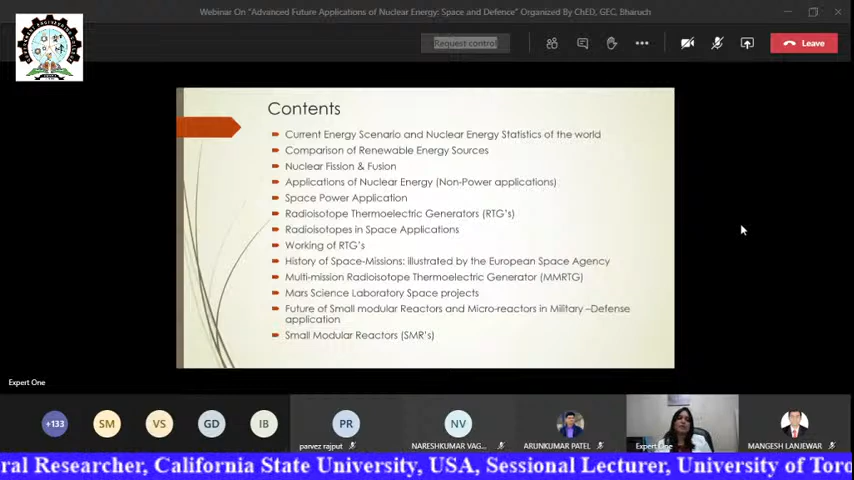 Webinar On "Advanced Future Applications of Nuclear Energy: Space and Defence" Organized By ChED, GEC, Bharuch
Request control
Leave
Contents
Current Energy Scenario and Nuclear Energy Statistics of the world
Comparison of Renewable Energy Sources
Nuclear Fission & Fusion
Applications of Nuclear Energy (Non-Power applications)
Space Power Application
Radioisotope Thermoelectric Generators (RTG's)
Radioisotopes in Space Applications
Working of RTG's
History of Space-Missions: illustrated by the European Space Agency
Multi-mission Radioisotope Thermoelectric Generator (MMRTG)
Mars Science Laboratory Space projects
Future of Small modular Reactors and Micro-reactors in Military –Defense
application
Small Modular Reactors (SMR's)
Expert One
+133 SM VS GD IB PR NV
parvez rajput NARESHKUMAR VAG... ARUNKUMAR PATEL Expert One MANGESH LANJEWAR
ral Researcher, California State University, USA, Sessional Lecturer, University of Toro